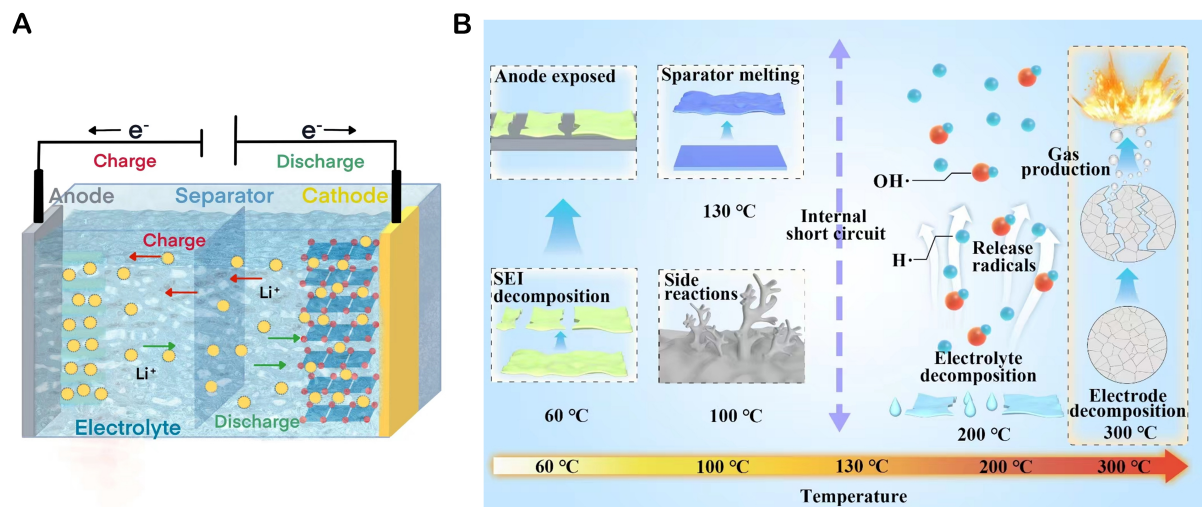 A
← e⁻
e⁻ →
Charge
Discharge
Anode
Separator
Cathode
Charge
Li⁺
Li⁺
Discharge
Electrolyte
B
Anode exposed
Sparator melting
130 ℃
SEI
decomposition
Side
reactions
60 ℃
100 ℃
Internal
short circuit
OH·
H·
Release
radicals
Electrolyte
decomposition
200 ℃
Gas
production
Electrode
decomposition
300 ℃
60 ℃
100 ℃
130 ℃
200 ℃
300 ℃
Temperature